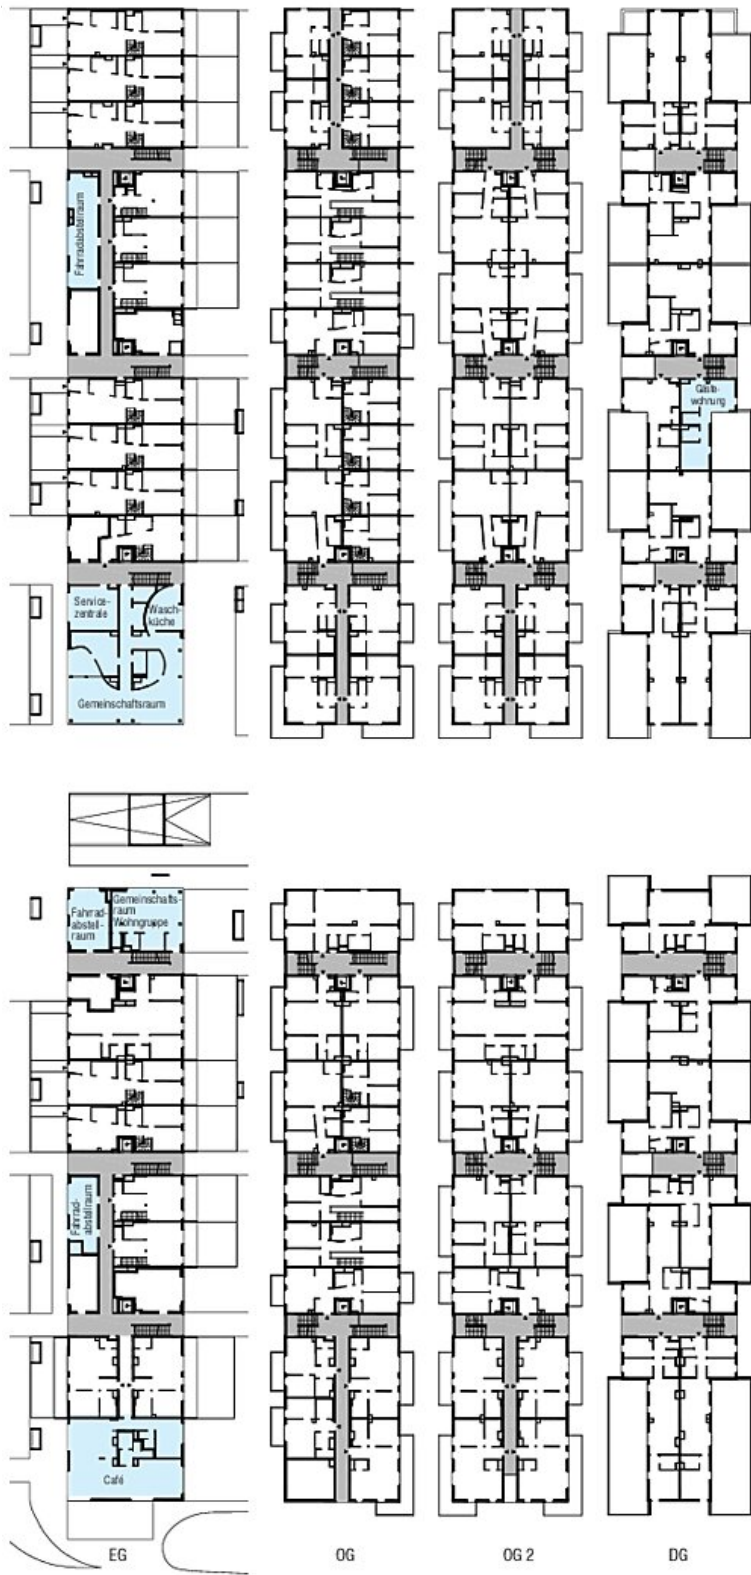 Fahrradabstellraum
Gäste-
wohnung
Service-
zentrale
Wasch-
küche
Gemeinschaftsraum
Fahrrad-
abstell-
raum
Gemeinschafts-
raum
Wohngruppe
Fahrrad-
abstellraum
Café
EG
OG
OG 2
DG